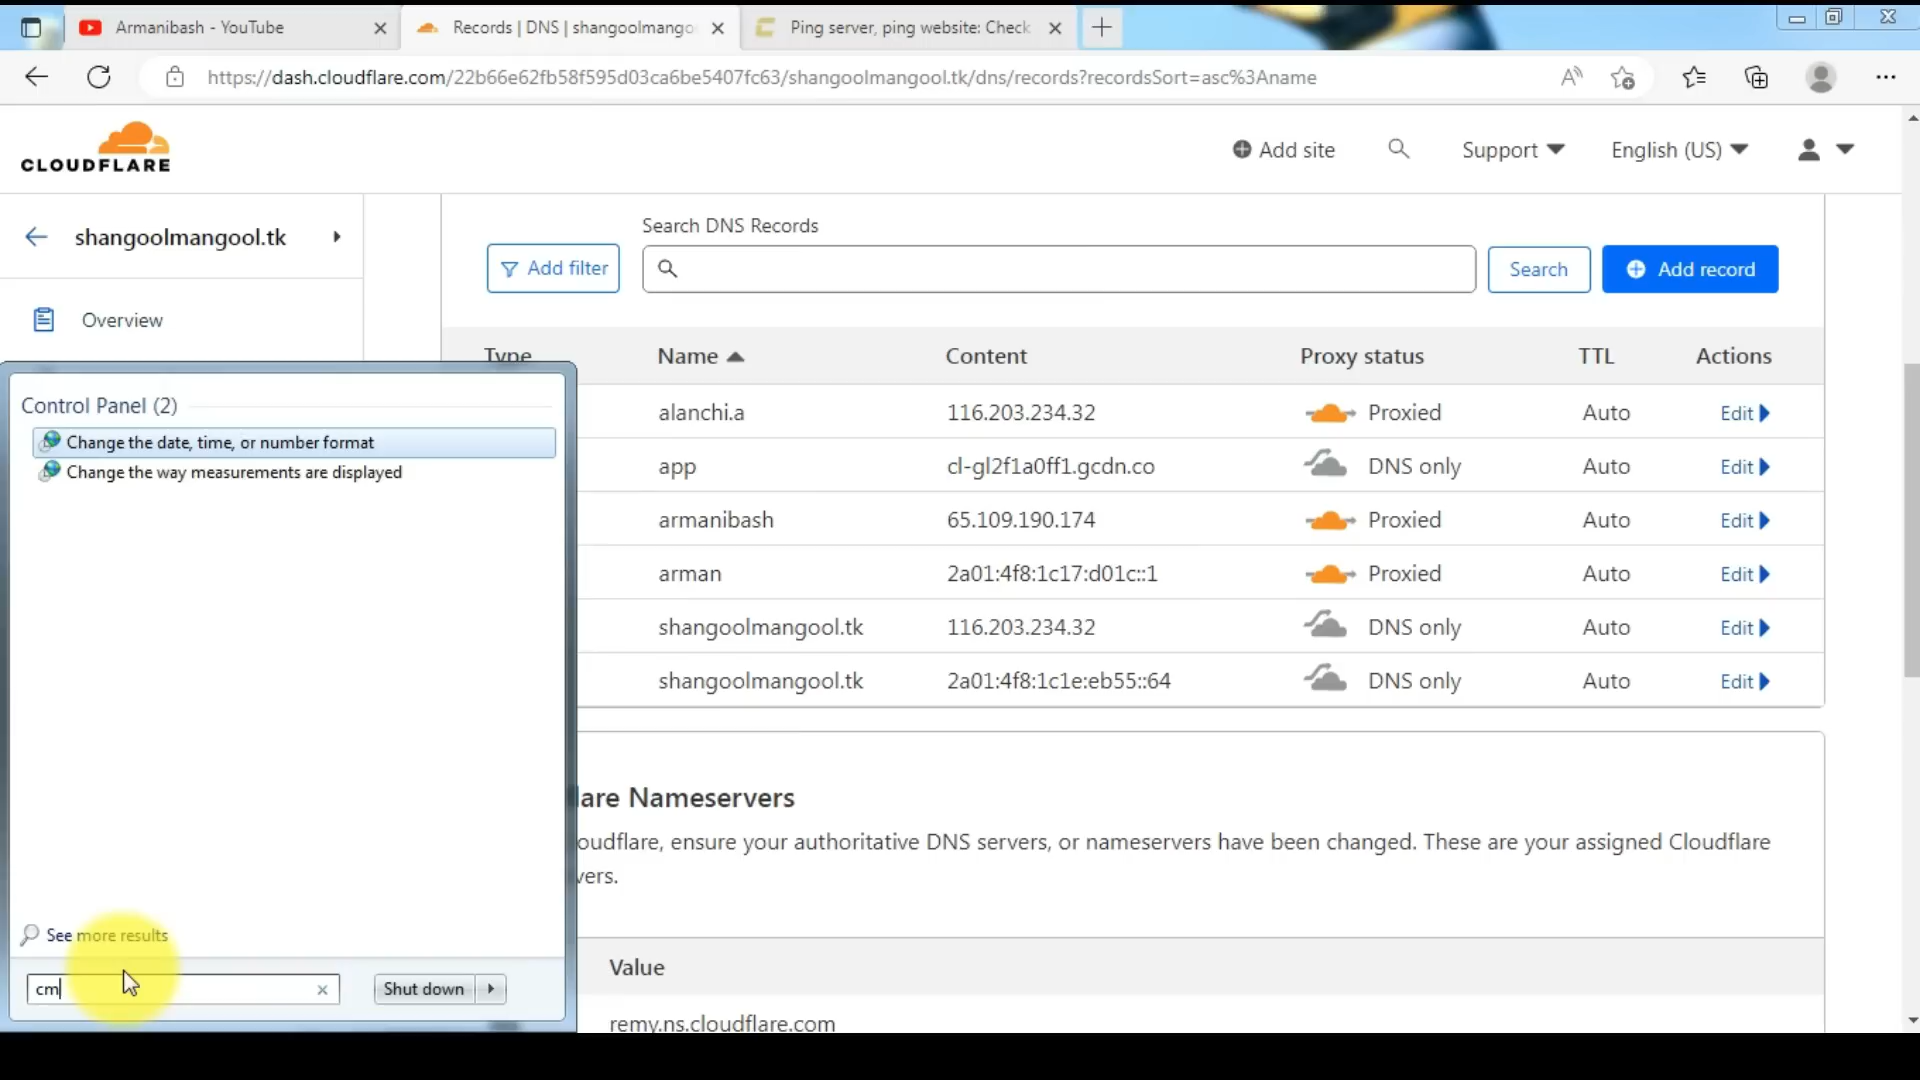 Armanibash - YouTube
Records | DNS | shangoolmango
Ping server, ping website: Check
https://dash.cloudflare.com/22b66e62fb58f595d03ca6be5407fc63/shangoolmangool.tk/dns/records?recordsSort=asc%3Aname
CLOUDFLARE
Add site
Support
English (US)
shangoolmangool.tk
Overview
Search DNS Records
Add filter
Search
Add record
Type Name Content Proxy status TTL Actions
alanchi.a 116.203.234.32 Proxied Auto Edit
app cl-gl2f1a0ff1.gcdn.co DNS only Auto Edit
armanibash 65.109.190.174 Proxied Auto Edit
arman 2a01:4f8:1c17:d01c::1 Proxied Auto Edit
shangoolmangool.tk 116.203.234.32 DNS only Auto Edit
shangoolmangool.tk 2a01:4f8:1c1e:eb55::64 DNS only Auto Edit
Control Panel (2)
Change the date, time, or number format
Change the way measurements are displayed
See more results
cm
Shut down
lare Nameservers
oudflare, ensure your authoritative DNS servers, or nameservers have been changed. These are your assigned Cloudflare
vers.
Value
remy.ns.cloudflare.com